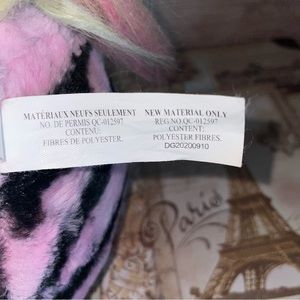 MATÉRIAUX NEUFS SEULEMENT
NO. DE PERMIS QC-012597
CONTENU:
FIBRES DE POLYESTER.
NEW MATERIAL ONLY
REG NO.QC-012597
CONTENT:
POLYESTER FIBRES.
DG20200910
Paris